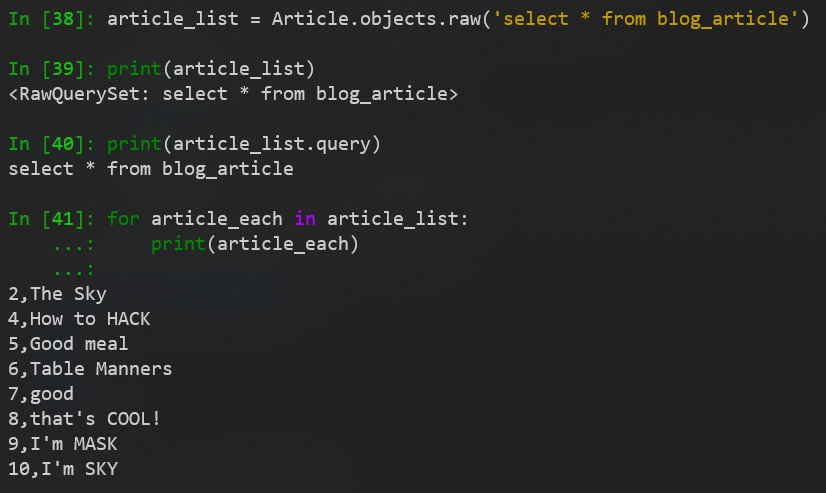 In [38]: article_list = Article.objects.raw('select * from blog_article')
In [39]: print(article_list)
<RawQuerySet: select * from blog_article>
In [40]: print(article_list.query)
select * from blog_article
In [41]: for article_each in article_list:
    ...:     print(article_each)
    ...:
2,The Sky
4,How to HACK
5,Good meal
6,Table Manners
7,good
8,that's COOL!
9,I'm MASK
10,I'm SKY